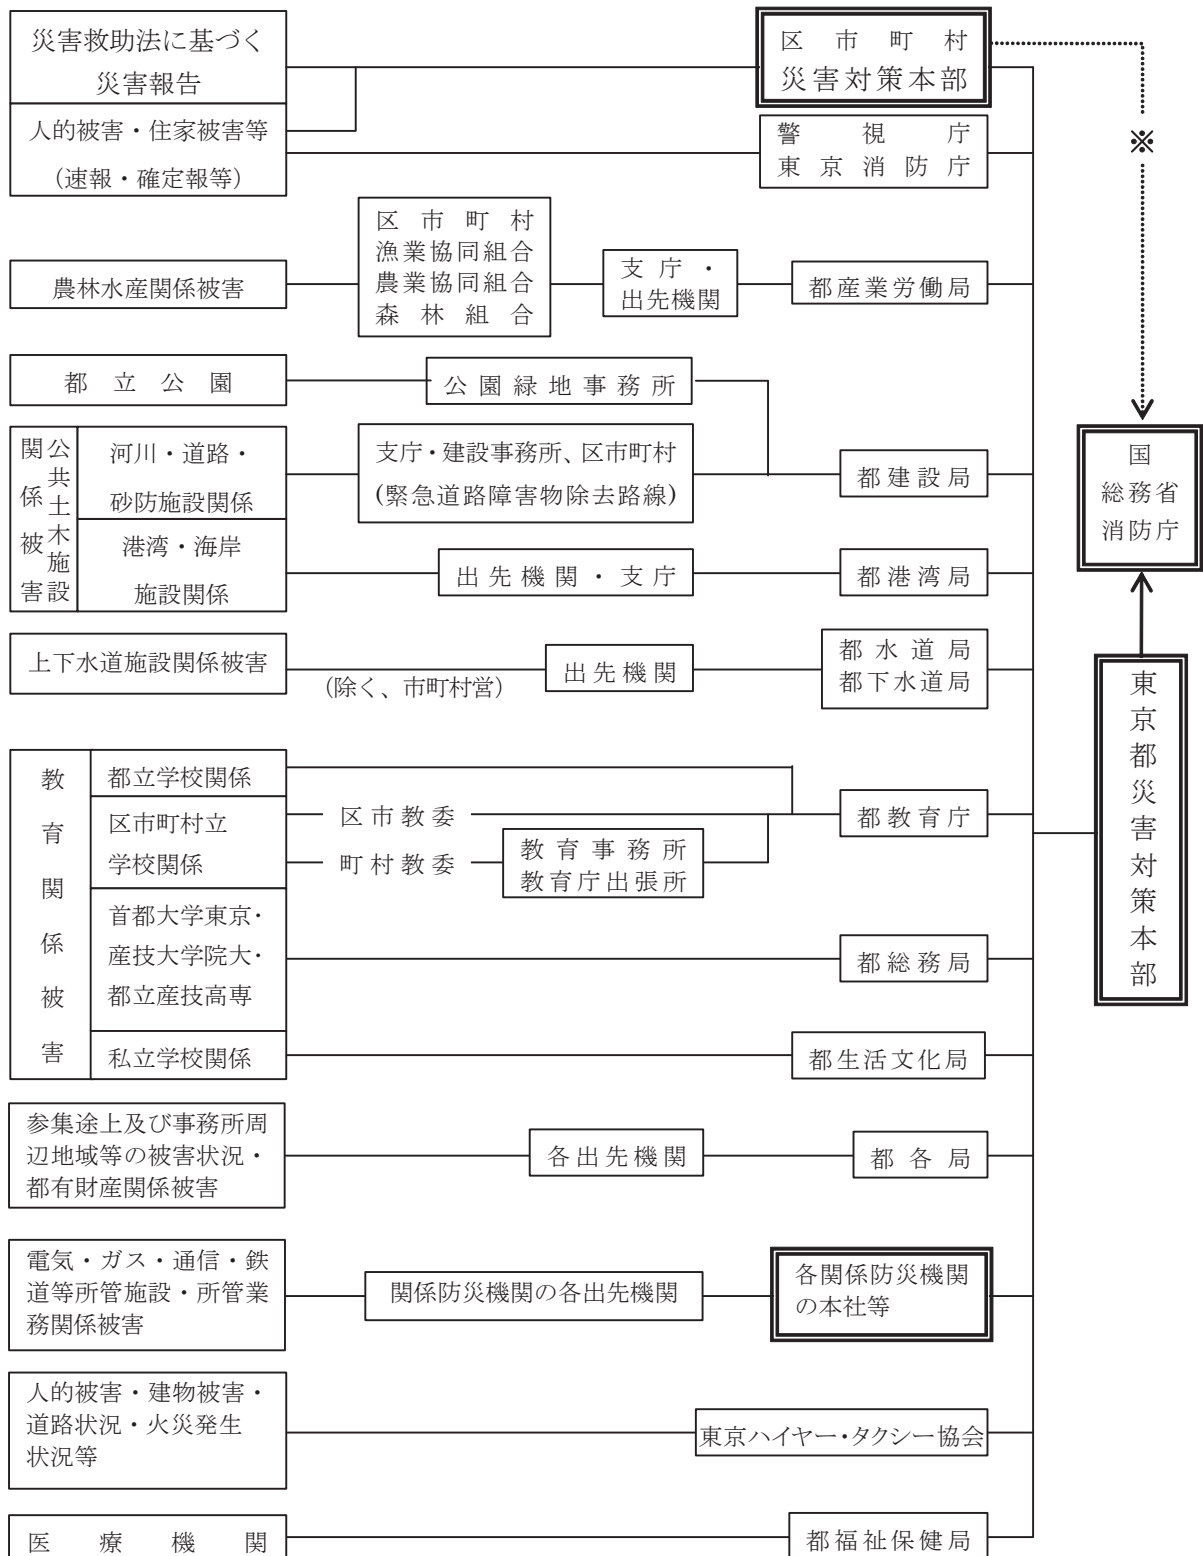 災害救助法に基づく
災害報告
区市町村
災害対策本部
人的被害・住家被害等
（速報・確定報等）
警視庁
東京消防庁
※
農林水産関係被害
区市町村
漁業協同組合
農業協同組合
森林組合
支庁・
出先機関
都産業労働局
都立公園
公園緑地事務所
公共土木施設
関係被害
河川・道路・
砂防施設関係
支庁・建設事務所、区市町村
（緊急道路障害物除去路線）
都建設局
国
総務省
消防庁
港湾・海岸
施設関係
出先機関・支庁
都港湾局
上下水道施設関係被害
（除く、市町村営）
出先機関
都水道局
都下水道局
東京都災害対策本部
教育関係被害
都立学校関係
区市町村立
学校関係
区市教委
町村教委
教育事務所
教育庁出張所
都教育庁
首都大学東京・
産技大学院大・
都立産技高専
都総務局
私立学校関係
都生活文化局
参集途上及び事務所周
辺地域等の被害状況・
都有財産関係被害
各出先機関
都各局
電気・ガス・通信・鉄
道等所管施設・所管業
務関係被害
関係防災機関の各出先機関
各関係防災機関
の本社等
人的被害・建物被害・
道路状況・火災発生
状況等
東京ハイヤー・タクシー協会
医療機関
都福祉保健局